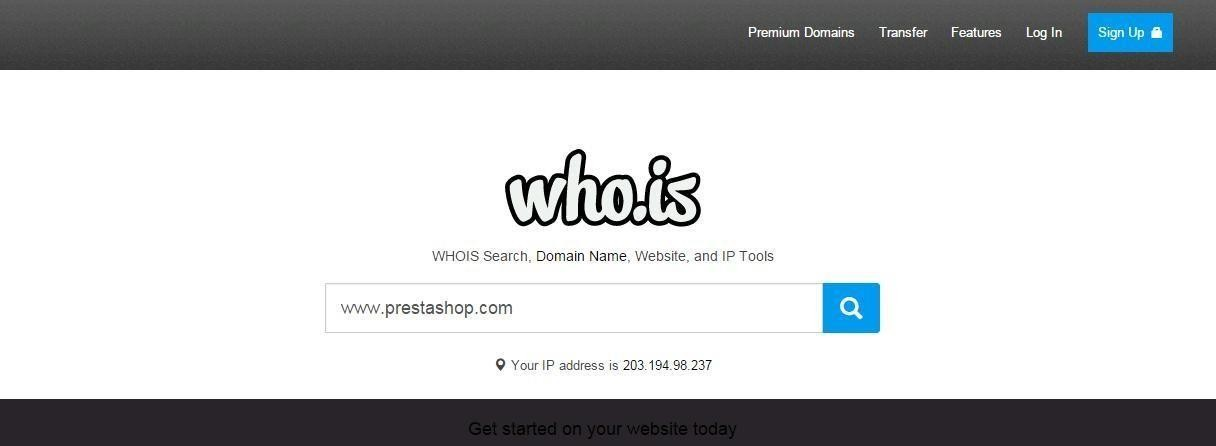 Premium Domains Transfer Features Log In Sign Up
who.is
WHOIS Search, Domain Name, Website, and IP Tools
www.prestashop.com
Your IP address is 203.194.98.237
Get started on your website today